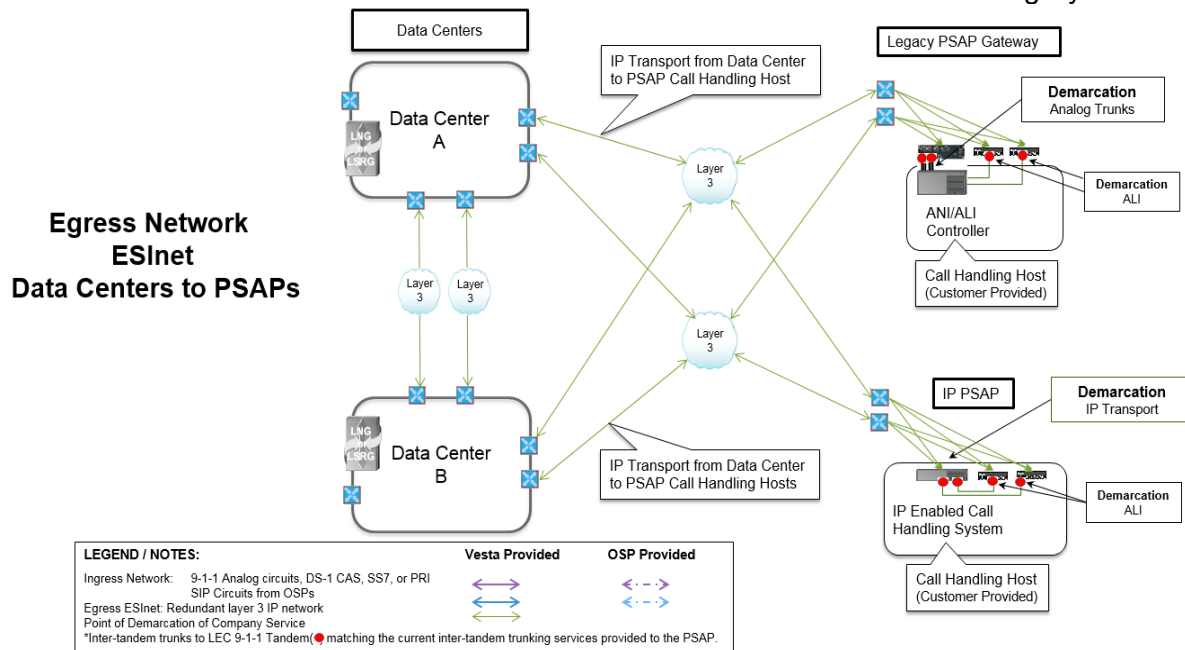 Data Centers
Legacy PSAP Gateway
IP Transport from Data Center
to PSAP Call Handling Host
Demarcation
Analog Trunks
Data Center
A
LNG
LSRG
Layer
3
Demarcation
ALI
ANI/ALI
Controller
Call Handling Host
(Customer Provided)
Egress Network
ESInet
Data Centers to PSAPs
Layer
3
Layer
3
Layer
3
IP PSAP
Demarcation
IP Transport
LNG
LSRG
Data Center
B
IP Transport from Data Center
to PSAP Call Handling Hosts
Demarcation
ALI
IP Enabled Call
Handling System
Call Handling Host
(Customer Provided)
LEGEND / NOTES:
Vesta Provided
OSP Provided
Ingress Network: 9-1-1 Analog circuits, DS-1 CAS, SS7, or PRI
SIP Circuits from OSPs
Egress ESInet: Redundant layer 3 IP network
Point of Demarcation of Company Service
*Inter-tandem trunks to LEC 9-1-1 Tandem( ) matching the current inter-tandem trunking services provided to the PSAP.